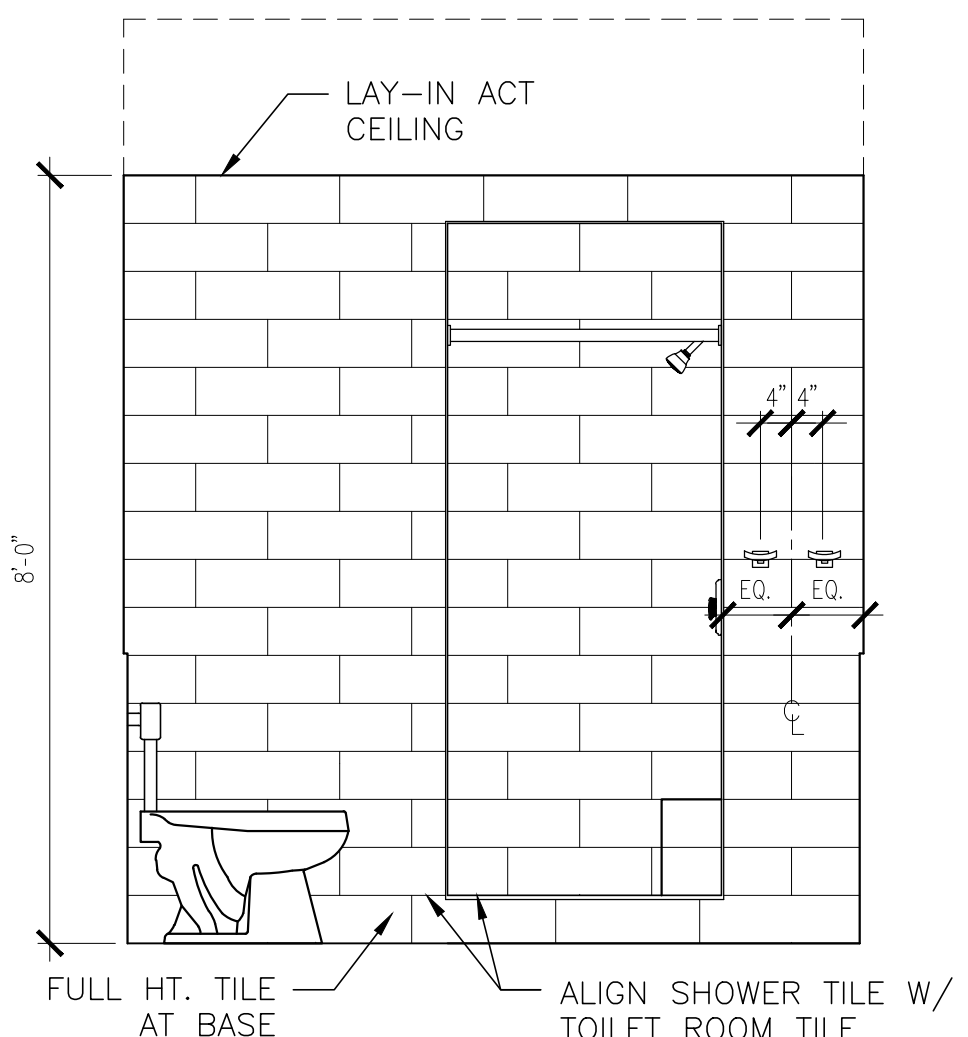 LAY-IN ACT
CEILING
4" 4"
8'-0"
EQ. EQ.
CL
FULL HT. TILE
AT BASE
ALIGN SHOWER TILE W/
TOILET ROOM TILE